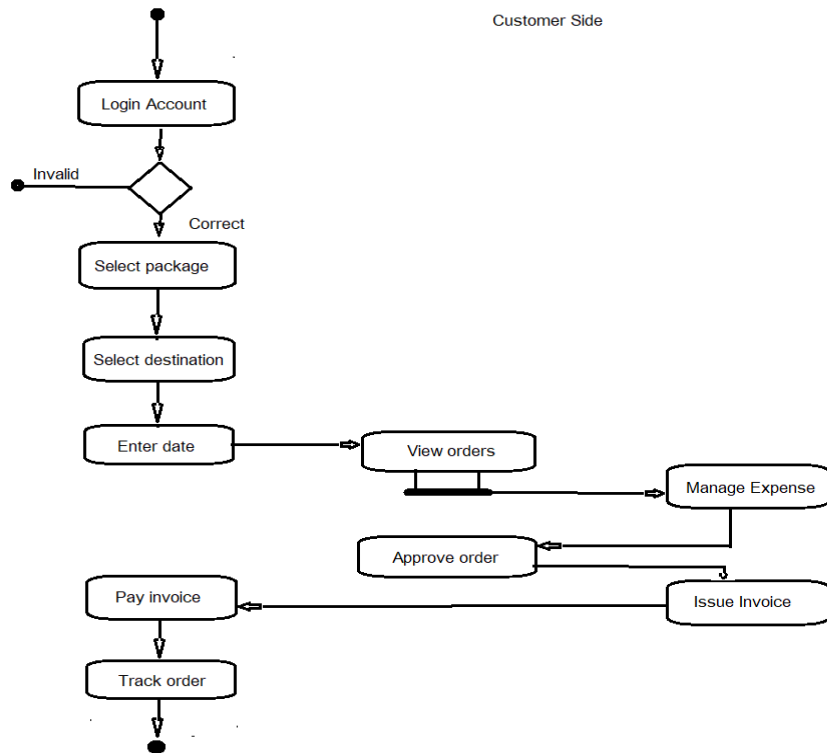 Customer Side
Login Account
Invalid
Correct
Select package
Select destination
Enter date
View orders
Manage Expense
Approve order
Pay invoice
Issue Invoice
Track order